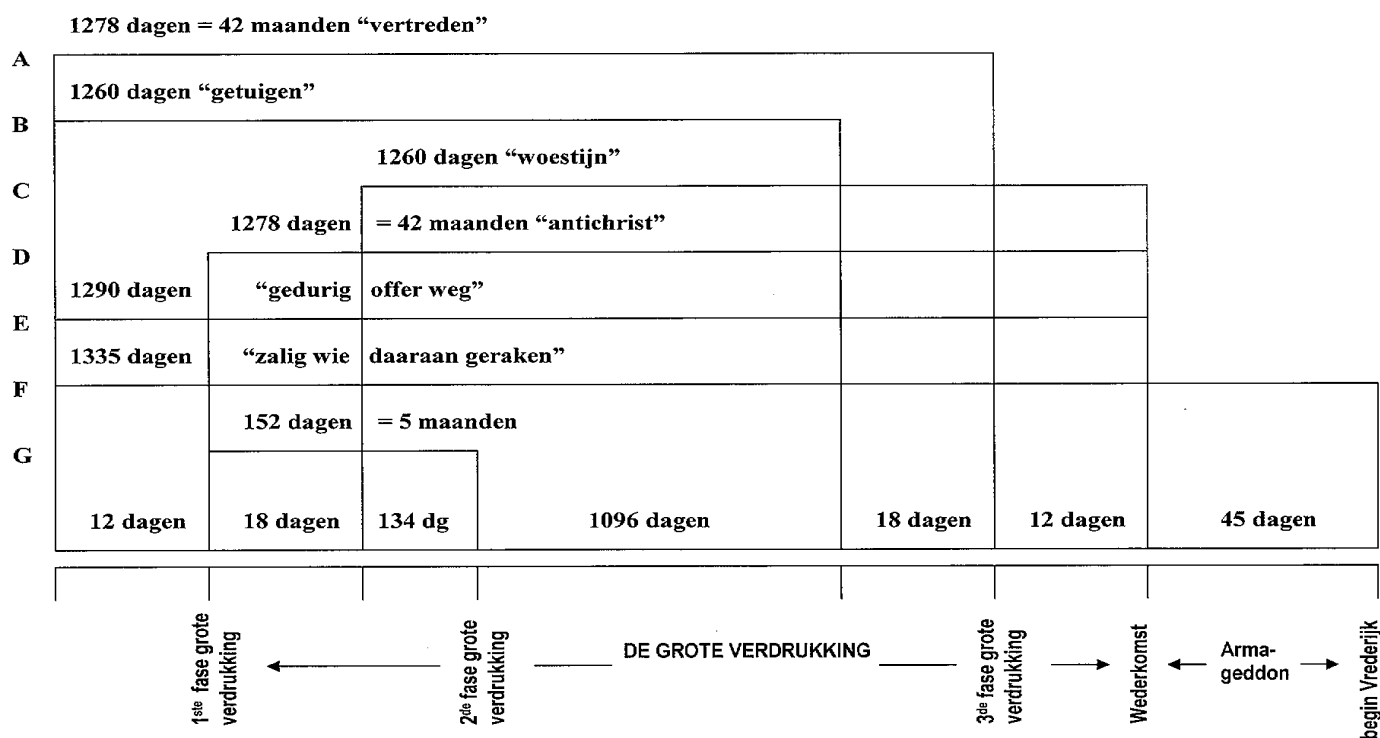 1278 dagen = 42 maanden “vertreden”
A
1260 dagen “getuigen”
B
1260 dagen “woestijn”
C
1278 dagen = 42 maanden “antichrist”
D
1290 dagen “gedurig offer weg”
E
1335 dagen “zalig wie daaraan geraken”
F
152 dagen = 5 maanden
G
12 dagen 18 dagen 134 dg 1096 dagen 18 dagen 12 dagen 45 dagen
1ste fase grote
verdrukking
2de fase grote
verdrukking
DE GROTE VERDRUKKING
3de fase grote
verdrukking
Wederkomst
Arma-
geddon
begin Vrederijk